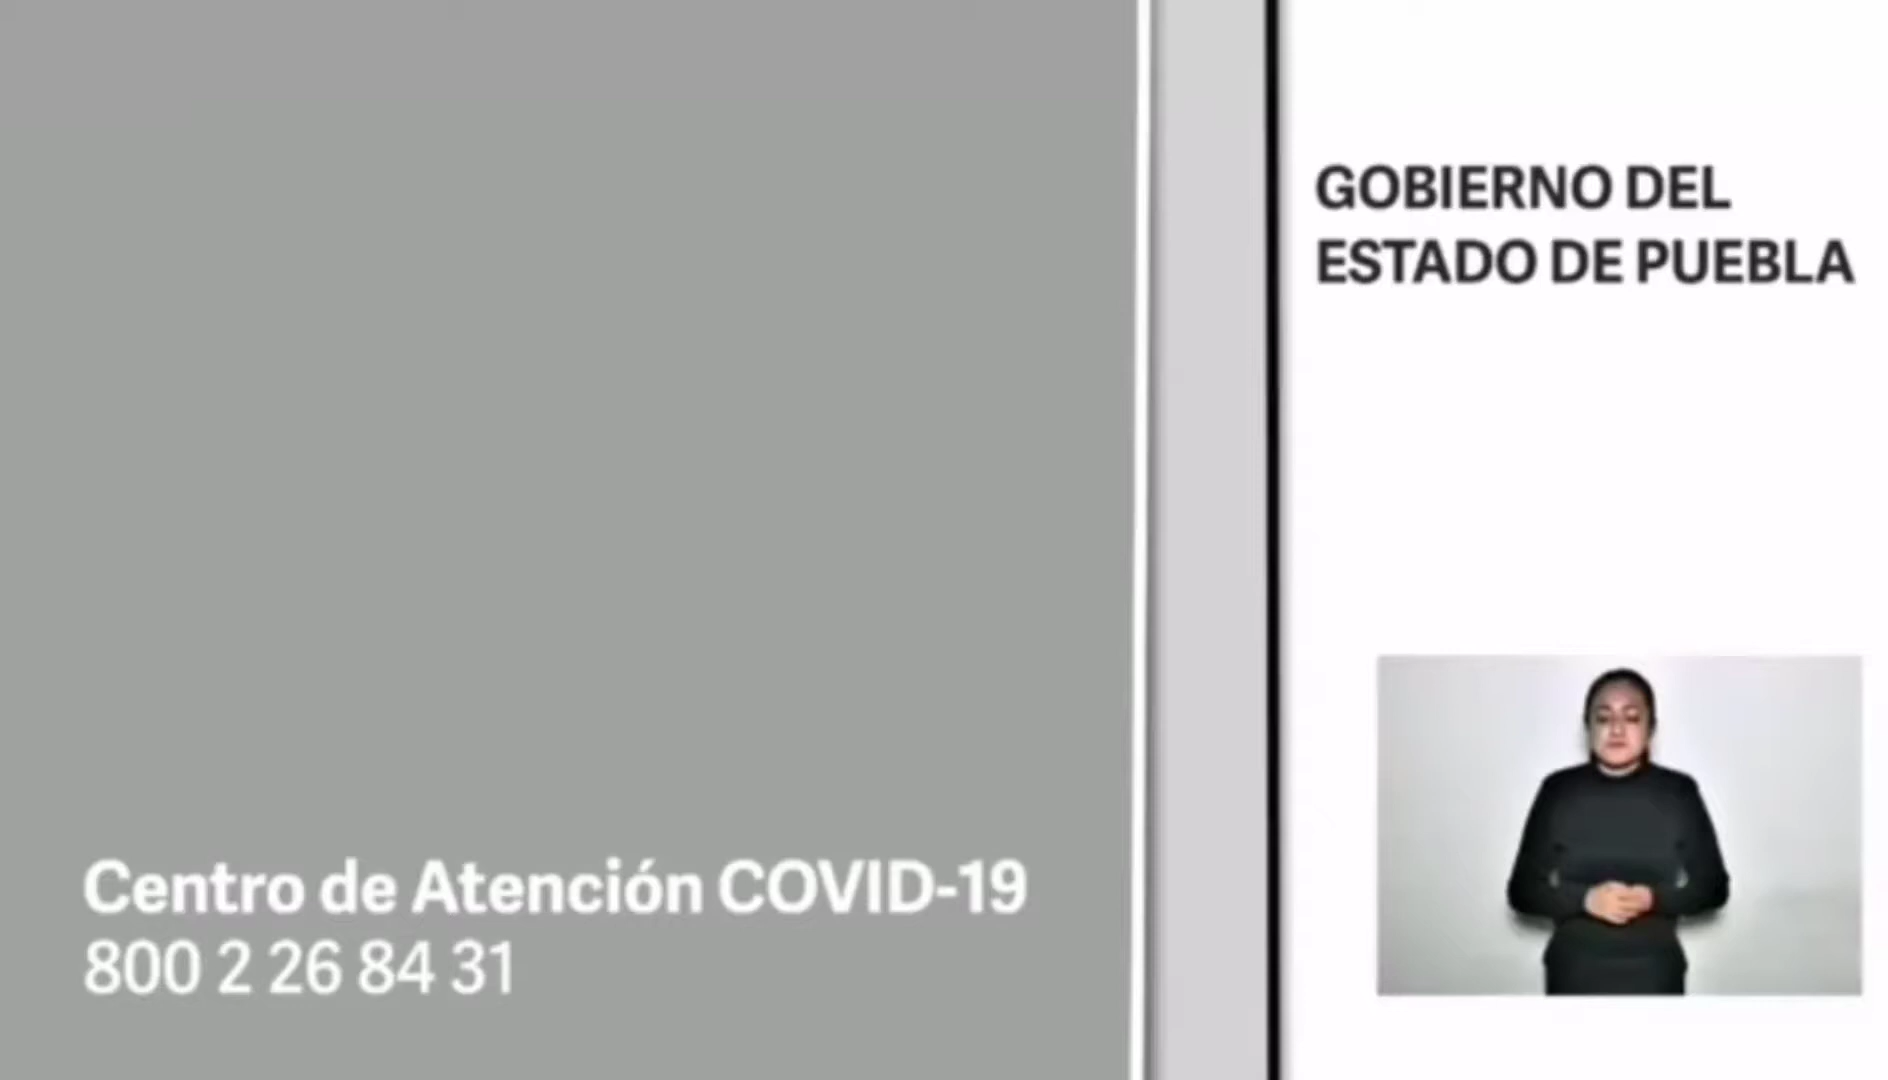 GOBIERNO DEL
ESTADO DE PUEBLA
Centro de Atención COVID-19
800 2 26 84 31